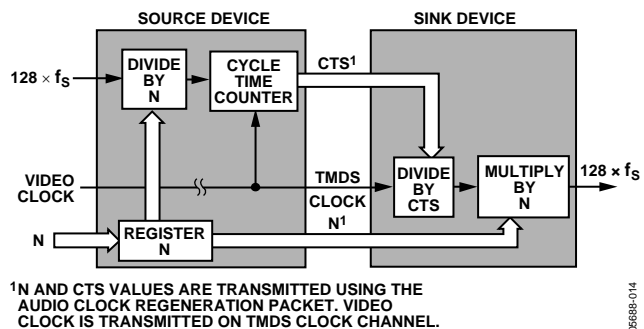 SOURCE DEVICE
SINK DEVICE
128 × fS
DIVIDE
BY
N
CYCLE
TIME
COUNTER
CTS1
VIDEO
CLOCK
TMDS
CLOCK
N1
DIVIDE
BY
CTS
MULTIPLY
BY
N
128 × fS
N
REGISTER
N
1N AND CTS VALUES ARE TRANSMITTED USING THE
AUDIO CLOCK REGENERATION PACKET. VIDEO
CLOCK IS TRANSMITTED ON TMDS CLOCK CHANNEL.